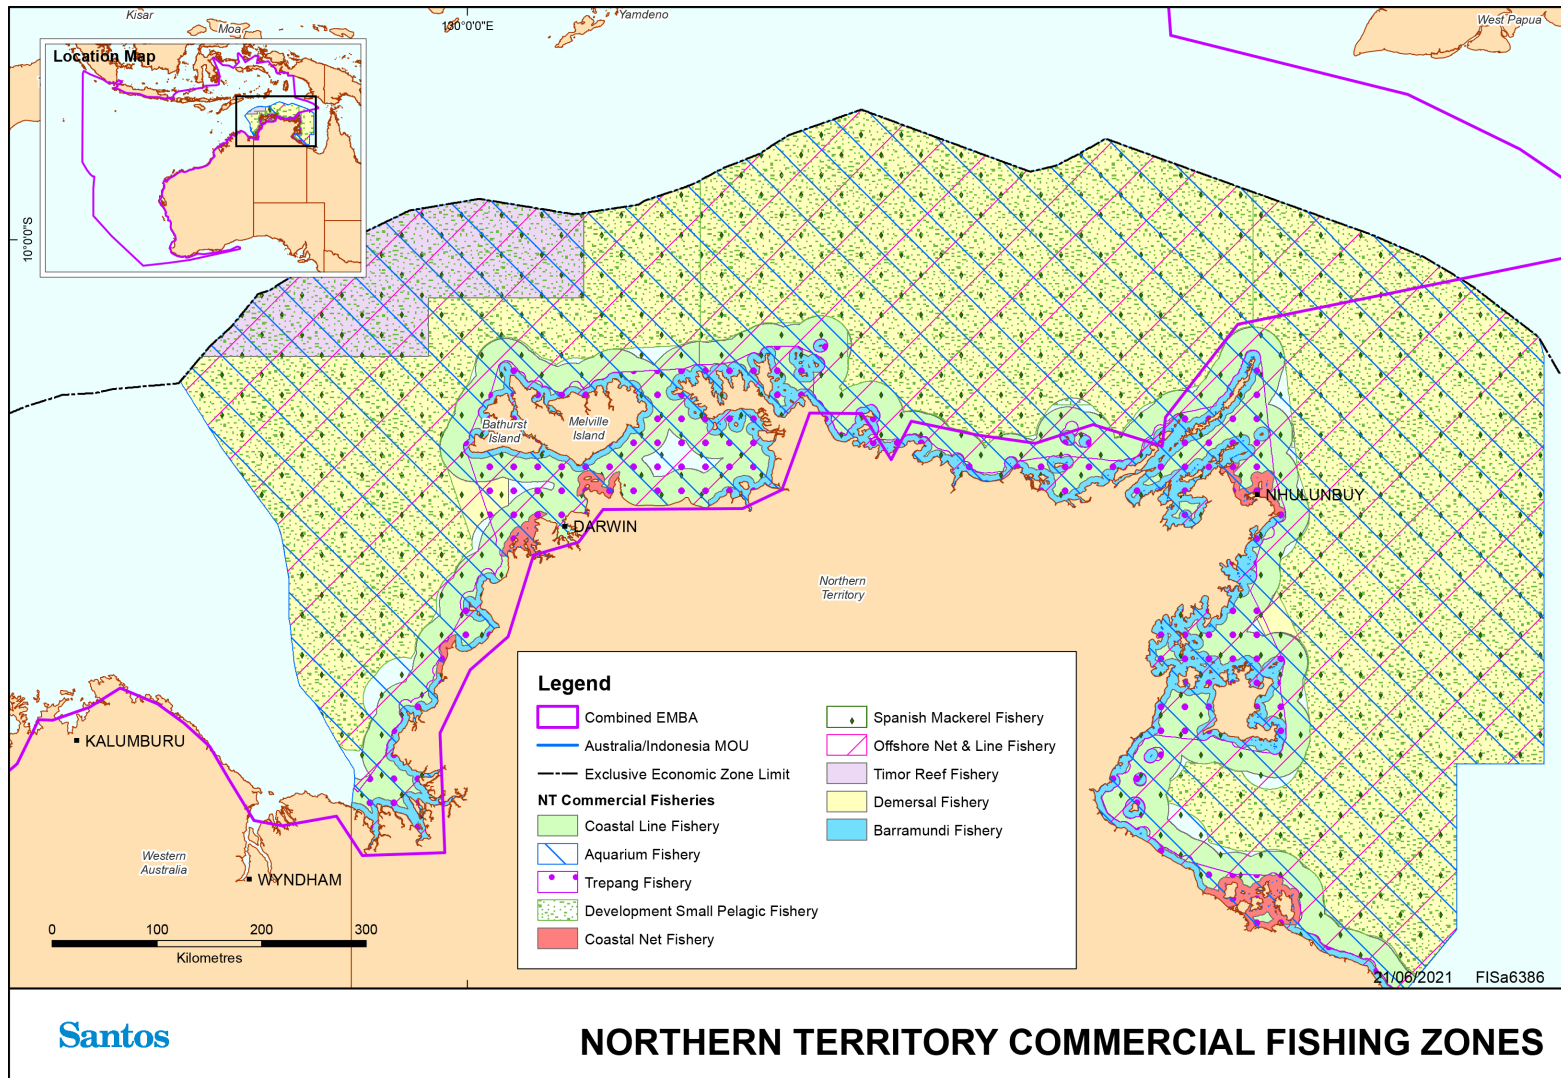 Kisar
Moa
130°0'0"E
Yamdeno
West Papua
Location Map
10°0'0"S
Bathurst
Island
Melville
Island
DARWIN
NHULUNBUY
Northern
Territory
KALUMBURU
Western
Australia
WYNDHAM
0 100 200 300
Kilometres
Legend
Combined EMBA
Australia/Indonesia MOU
Exclusive Economic Zone Limit
NT Commercial Fisheries
Coastal Line Fishery
Aquarium Fishery
Trepang Fishery
Development Small Pelagic Fishery
Coastal Net Fishery
Spanish Mackerel Fishery
Offshore Net & Line Fishery
Timor Reef Fishery
Demersal Fishery
Barramundi Fishery
21/06/2021 FISa6386
Santos
NORTHERN TERRITORY COMMERCIAL FISHING ZONES